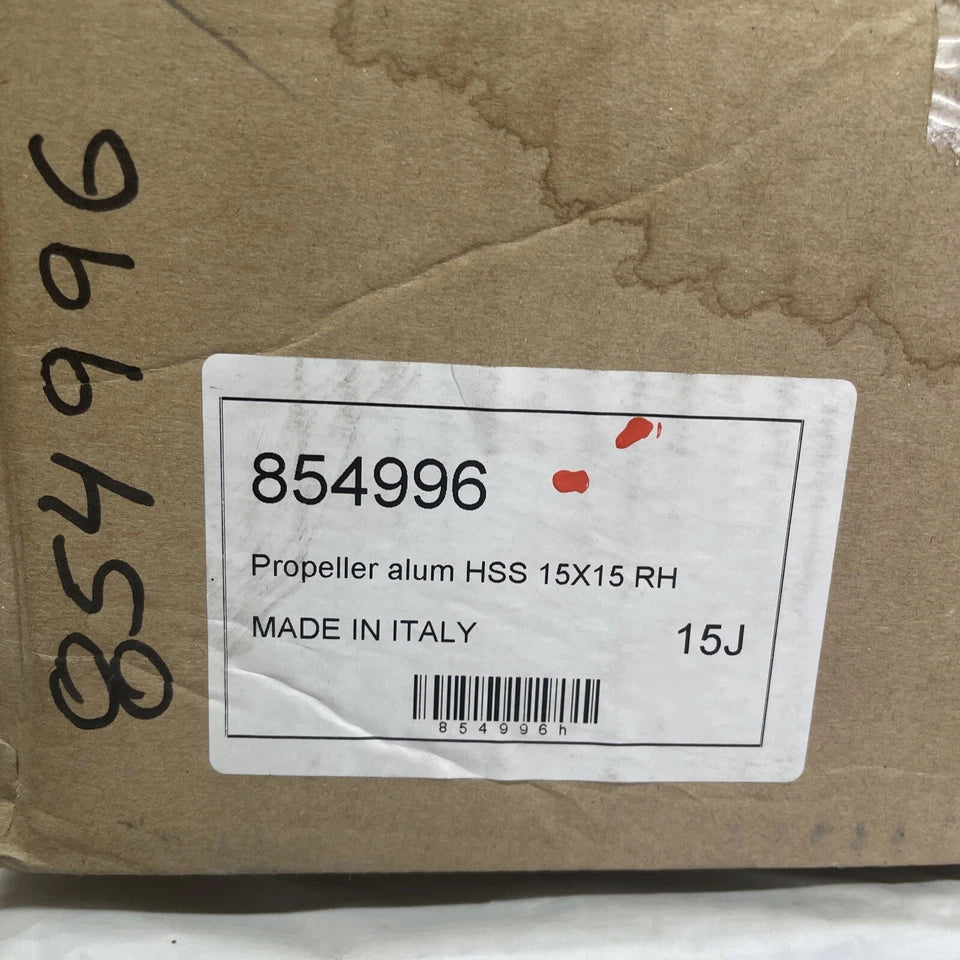 854996
854996
Propeller alum HSS 15X15 RH
MADE IN ITALY
15J
854996h